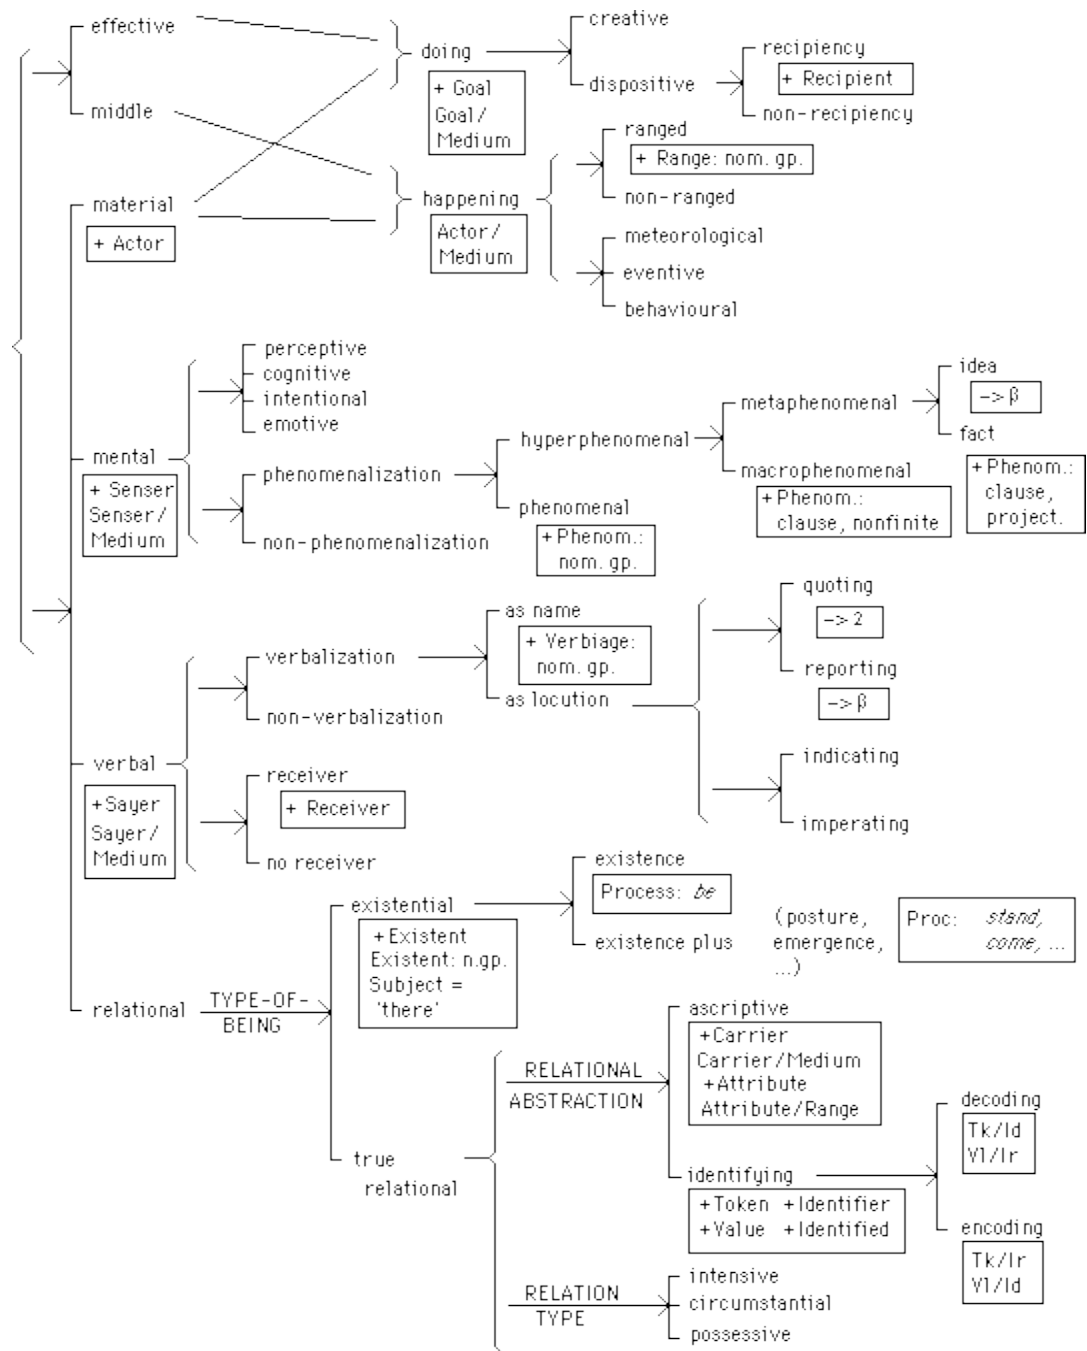 effective
middle
doing
+ Goal
Goal/
Medium
creative
dispositive
recipiency
+ Recipient
non-recipiency
material
+ Actor
happening
Actor/
Medium
ranged
+ Range: nom. gp.
non-ranged
meteorological
eventive
behavioural
mental
+ Senser
Senser/
Medium
perceptive
cognitive
intentional
emotive
phenomenalization
non-phenomenalization
hyperphenomenal
phenomenal
+ Phenom.:
nom. gp.
metaphenomenal
macrophenomenal
+ Phenom.:
clause, nonfinite
idea
-> β
fact
+ Phenom.:
clause,
project.
verbal
+Sayer
Sayer/
Medium
verbalization
non-verbalization
as name
+ Verbiage:
nom. gp.
as locution
quoting
-> 2
reporting
-> β
indicating
imperating
receiver
+ Receiver
no receiver
relational
TYPE-OF-
BEING
existential
+ Existent
Existent: n.gp.
Subject =
'there'
existence
Process: be
existence plus
(posture,
emergence,
...)
Proc: stand,
come, ...
true
relational
RELATIONAL
ABSTRACTION
ascriptive
+Carrier
Carrier/Medium
+Attribute
Attribute/Range
identifying
+Token +Identifier
+Value +Identified
decoding
Tk/Id
Vl/Ir
encoding
Tk/Ir
Vl/Id
RELATION
TYPE
intensive
circumstantial
possessive